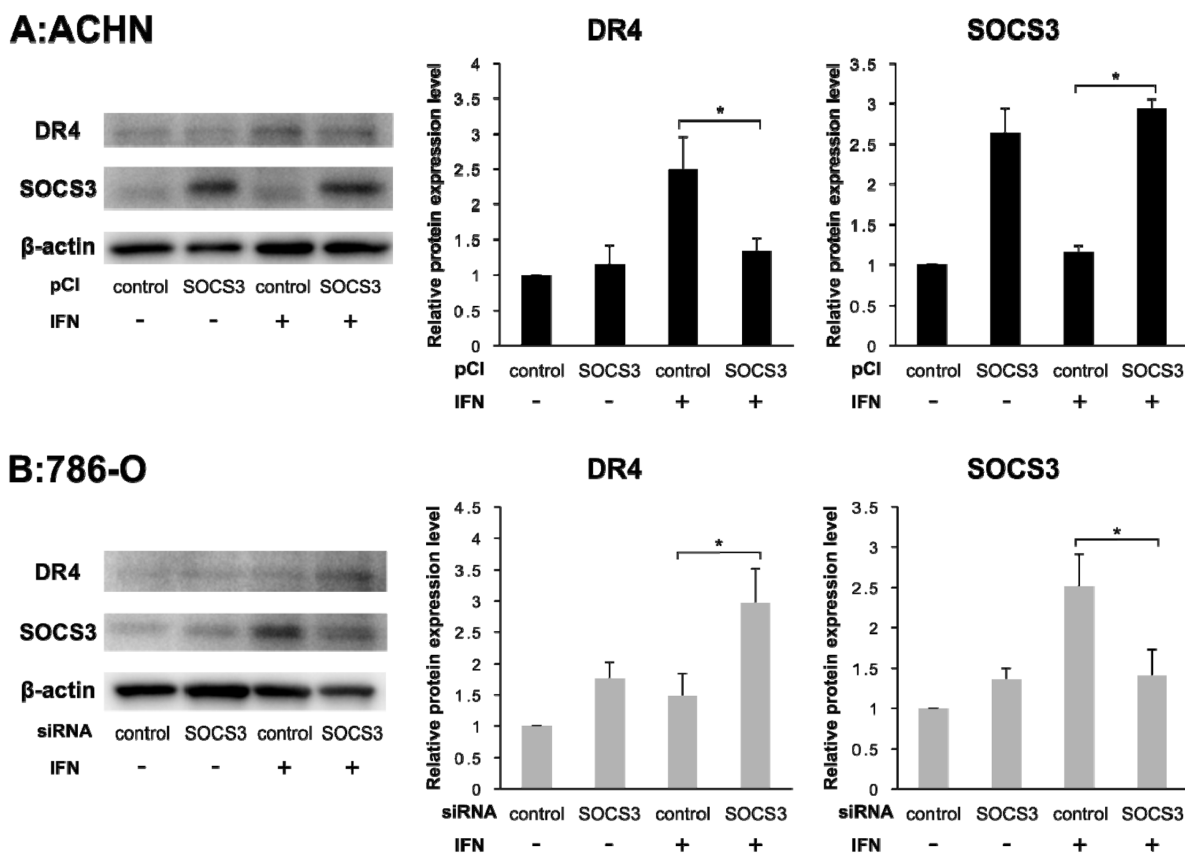 A:ACHN
DR4
SOCS3
β-actin
pCI control SOCS3 control SOCS3
IFN - - + +
DR4
Relative protein expression level
4
3.5
3
2.5
2
1.5
1
0.5
0
*
pCI control SOCS3 control SOCS3
IFN - - + +
SOCS3
Relative protein expression level
3.5
3
2.5
2
1.5
1
0.5
0
*
pCI control SOCS3 control SOCS3
IFN - - + +
B:786-O
DR4
SOCS3
β-actin
siRNA control SOCS3 control SOCS3
IFN - - + +
DR4
Relative protein expression level
4.5
4
3.5
3
2.5
2
1.5
1
0.5
0
*
siRNA control SOCS3 control SOCS3
IFN - - + +
SOCS3
Relative protein expression level
3.5
3
2.5
2
1.5
1
0.5
0
*
siRNA control SOCS3 control SOCS3
IFN - - + +